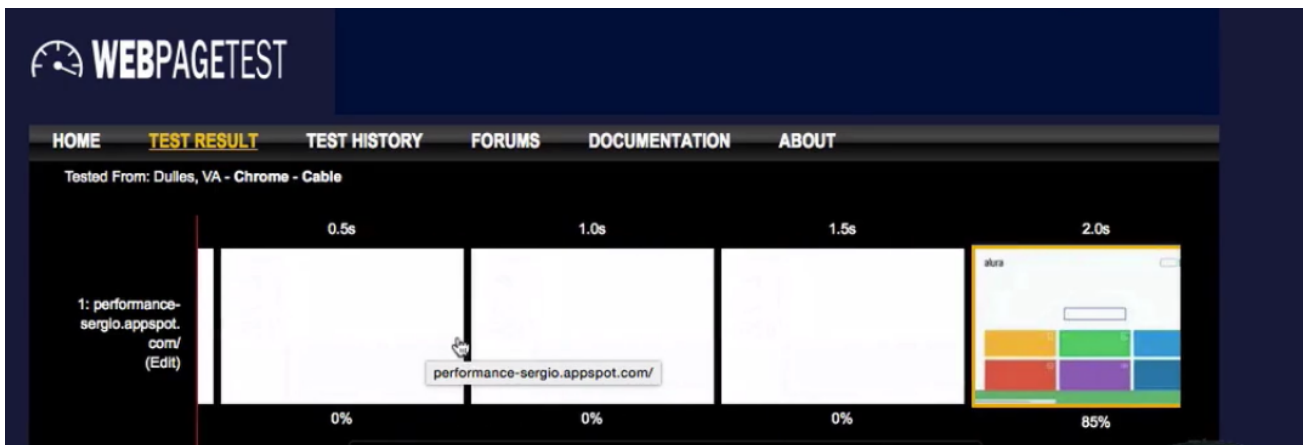 WEBPAGETEST
HOME TEST RESULT TEST HISTORY FORUMS DOCUMENTATION ABOUT
Tested From: Dulles, VA - Chrome - Cable
0.5s 1.0s 1.5s 2.0s
alura
1: performance-
sergio.appspot.
com/
(Edit)
performance-sergio.appspot.com/
0% 0% 0% 85%